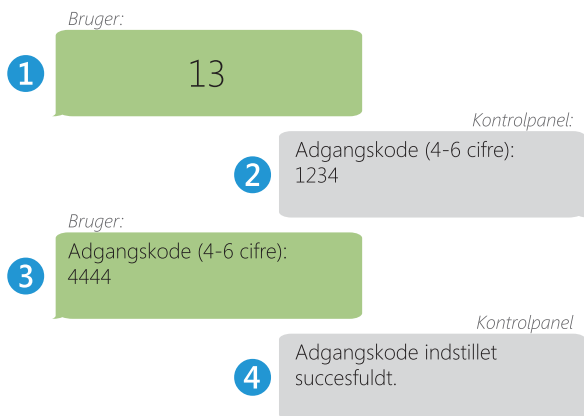 Bruger:
1
13
Kontrolpanel:
2
Adgangskode (4-6 cifre):
1234
Bruger:
3
Adgangskode (4-6 cifre):
4444
Kontrolpanel
4
Adgangskode indstillet
succesfuldt.